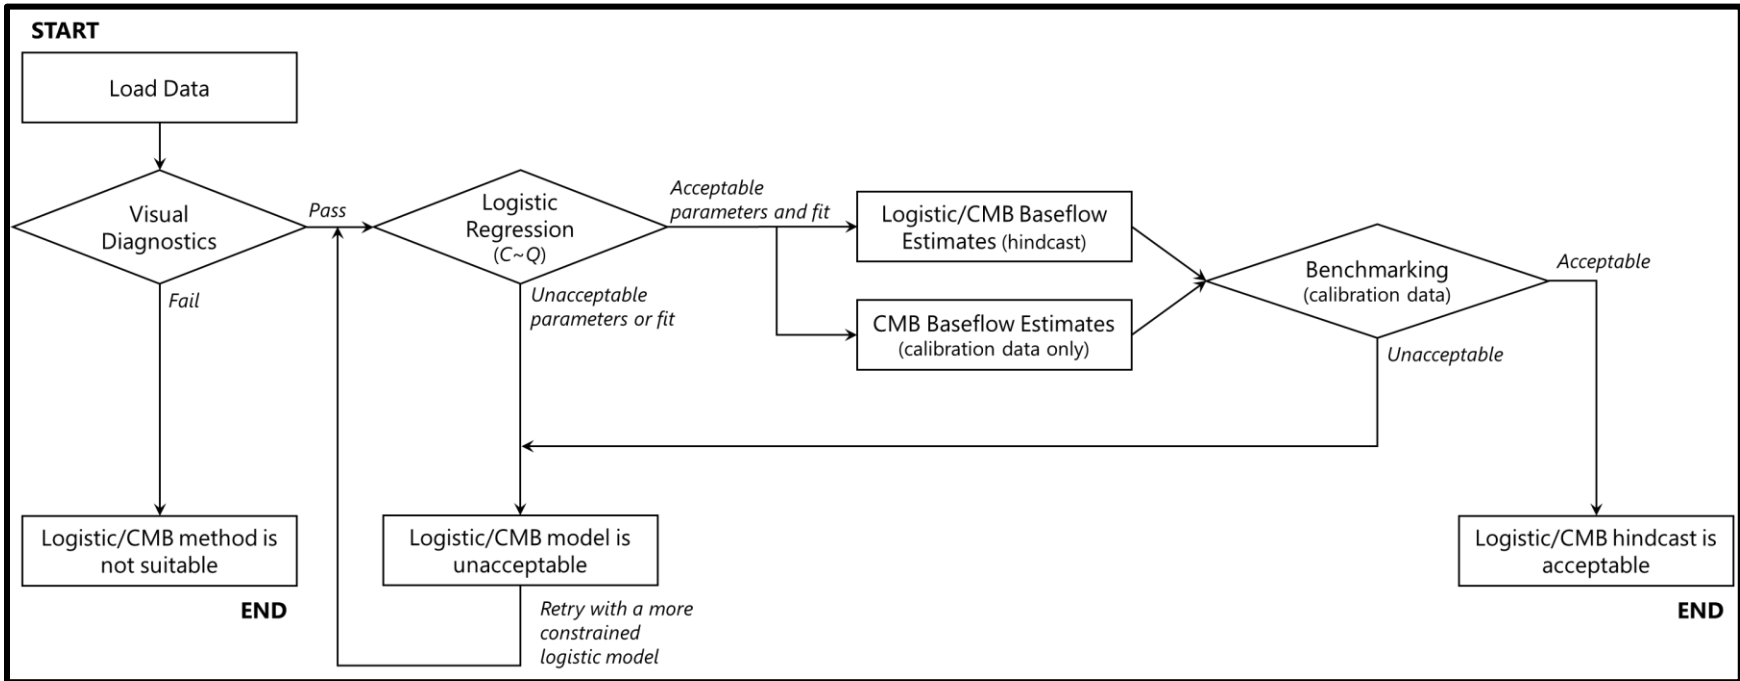 START
Load Data
Visual
Diagnostics
Pass
Fail
Logistic
Regression
(C~Q)
Acceptable
parameters and fit
Unacceptable
parameters or fit
Logistic/CMB Baseflow
Estimates (hindcast)
CMB Baseflow Estimates
(calibration data only)
Benchmarking
(calibration data)
Acceptable
Unacceptable
Logistic/CMB method is
not suitable
END
Logistic/CMB model is
unacceptable
Retry with a more
constrained
logistic model
Logistic/CMB hindcast is
acceptable
END